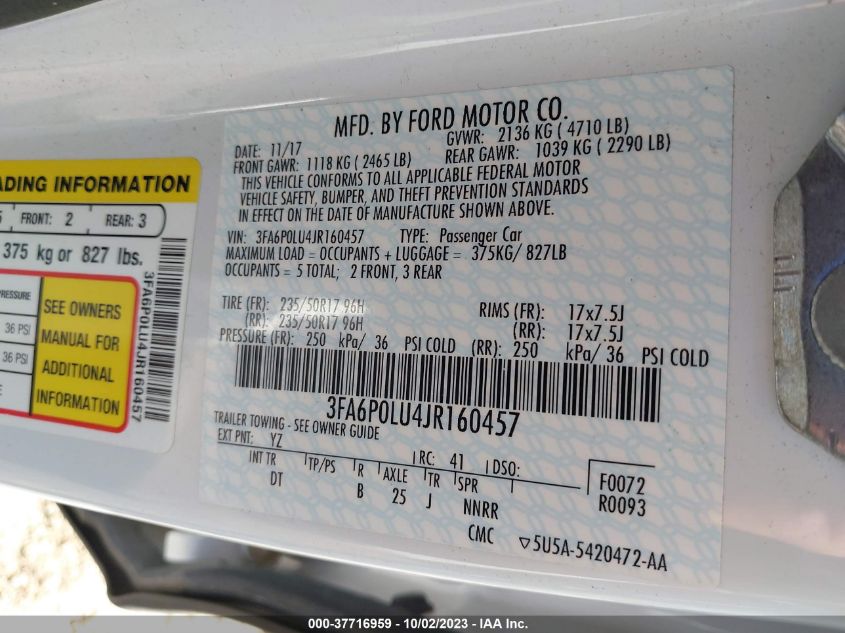 ADING INFORMATION
5 FRONT: 2 REAR: 3
375 kg or 827 lbs.
PRESSURE
36 PSI
36 PSI
SEE OWNERS
MANUAL FOR
ADDITIONAL
INFORMATION
3FA6P0LU4JR160457
MFD. BY FORD MOTOR CO.
DATE: 11/17 GVWR: 2136 KG ( 4710 LB)
FRONT GAWR: 1118 KG ( 2465 LB) REAR GAWR: 1039 KG ( 2290 LB)
THIS VEHICLE CONFORMS TO ALL APPLICABLE FEDERAL MOTOR
VEHICLE SAFETY, BUMPER, AND THEFT PREVENTION STANDARDS
IN EFFECT ON THE DATE OF MANUFACTURE SHOWN ABOVE.
VIN: 3FA6P0LU4JR160457 TYPE: Passenger Car
MAXIMUM LOAD = OCCUPANTS + LUGGAGE = 375KG/ 827LB
OCCUPANTS = 5 TOTAL; 2 FRONT, 3 REAR
TIRE (FR): 235/50R17 96H RIMS (FR): 17x7.5J
(RR): 235/50R17 96H (RR): 17x7.5J
PRESSURE (FR): 250 kPa/ 36 PSI COLD (RR): 250 kPa/ 36 PSI COLD
3FA6P0LU4JR160457
TRAILER TOWING - SEE OWNER GUIDE
EXT PNT: YZ RC: 41 DSO:
INT TR TP/PS R AXLE TR SPR F0072
DT B 25 J NNRR R0093
CMC ▽5U5A-5420472-AA
000-37716959 - 10/02/2023 - IAA Inc.